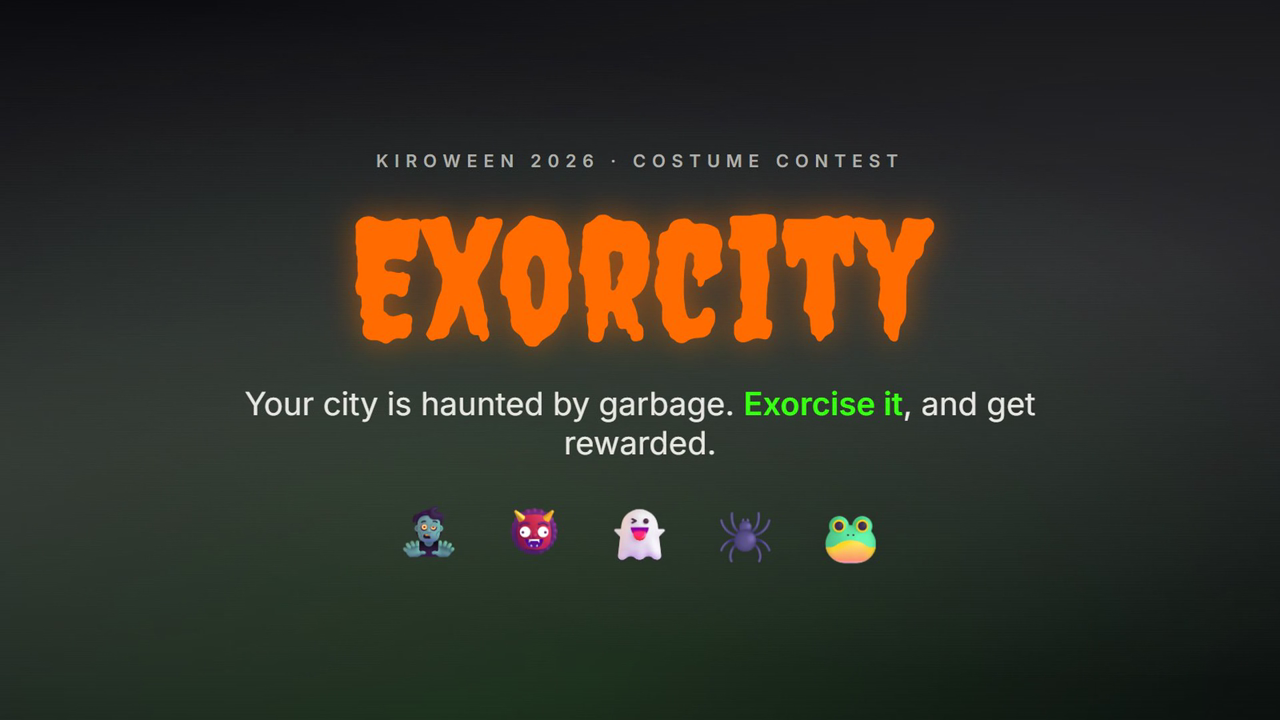 KIROWEEN 2026 · COSTUME CONTEST
EXORCITY
Your city is haunted by garbage. Exorcise it, and get
rewarded.